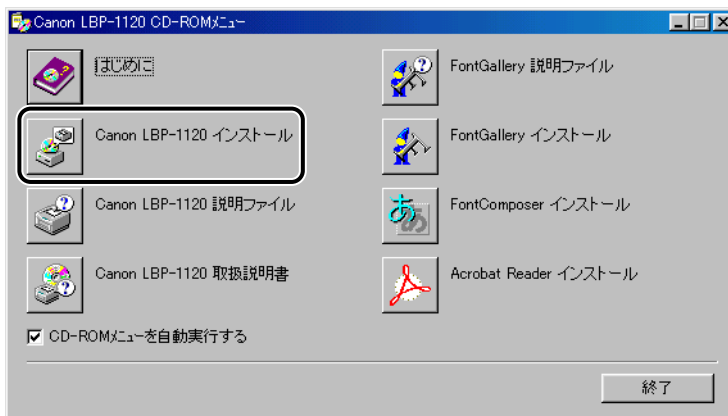 Canon LBP-1120 CD-ROMメニュー
はじめに
Canon LBP-1120 インストール
Canon LBP-1120 説明ファイル
Canon LBP-1120 取扱説明書
FontGallery 説明ファイル
FontGallery インストール
FontComposer インストール
Acrobat Reader インストール
CD-ROMメニューを自動実行する
終了